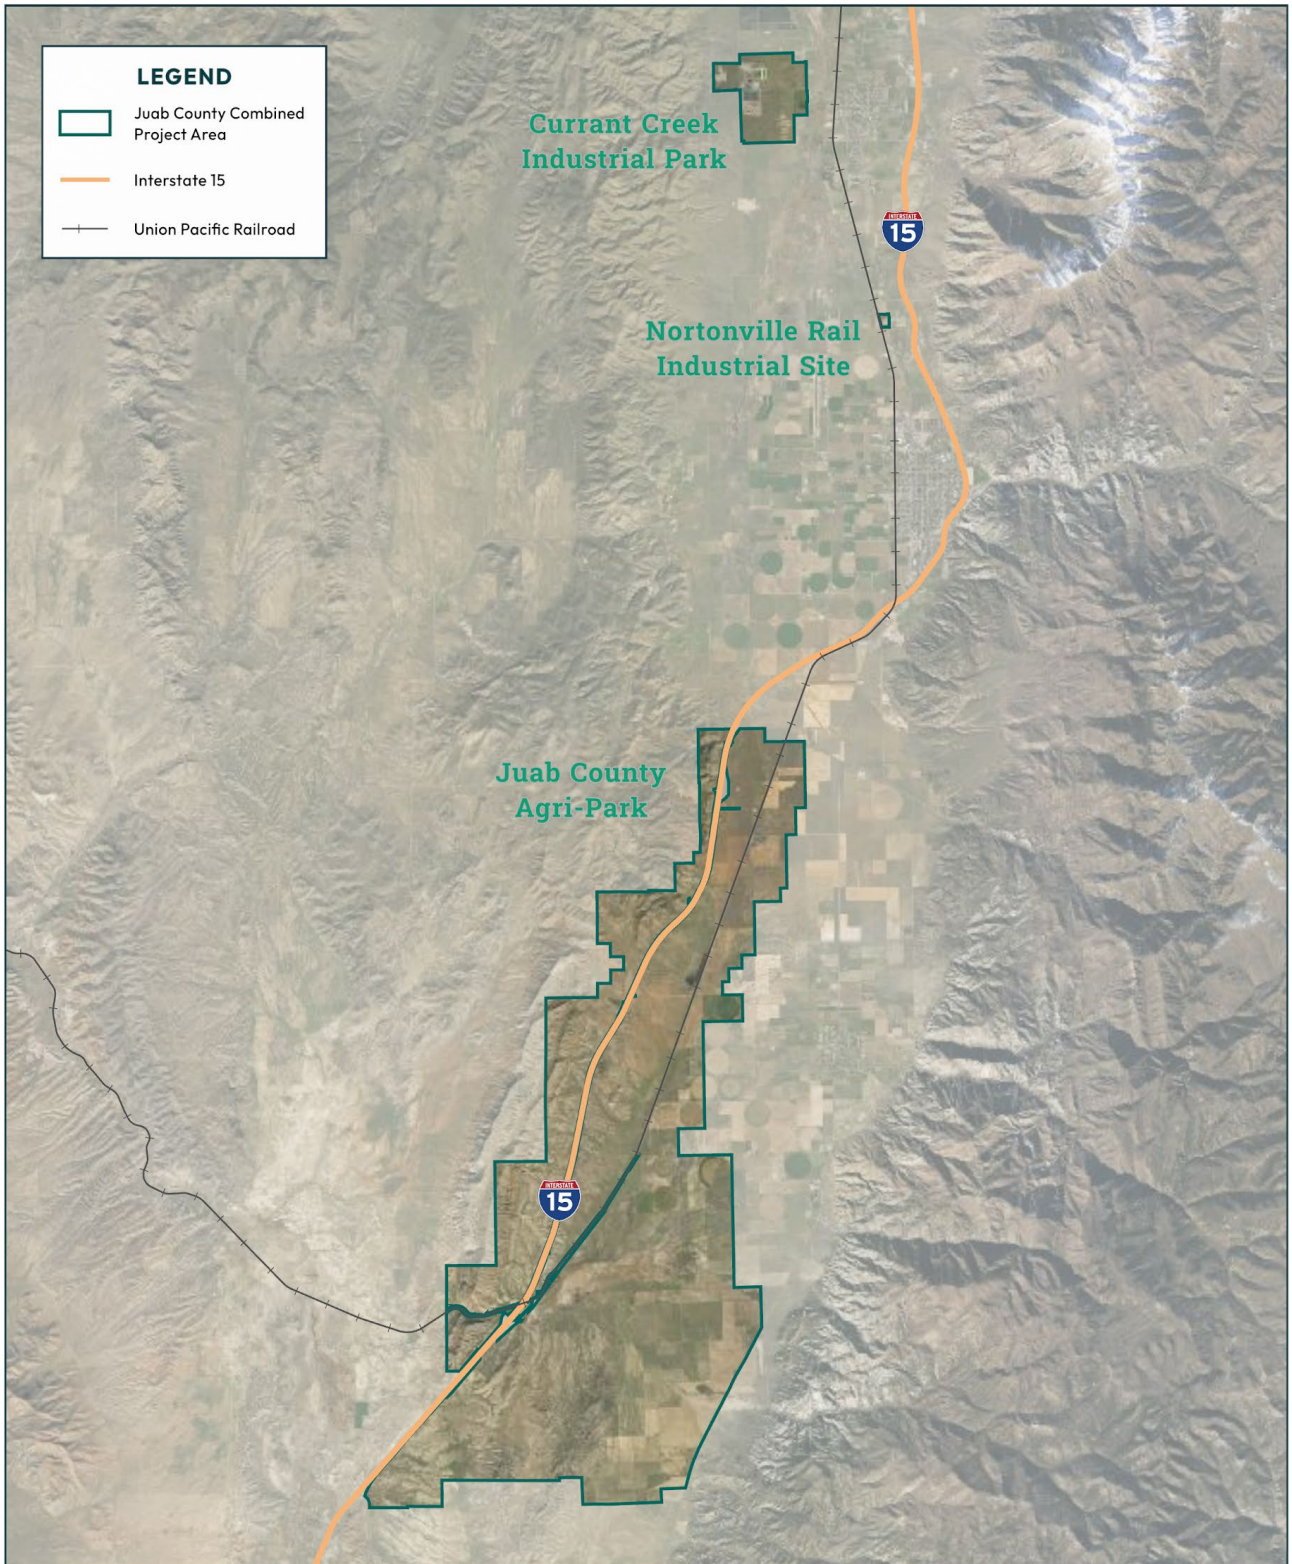 LEGEND
Juab County Combined
Project Area
Interstate 15
Union Pacific Railroad
Currant Creek
Industrial Park
INTERSTATE
15
Nortonville Rail
Industrial Site
Juab County
Agri-Park
INTERSTATE
15